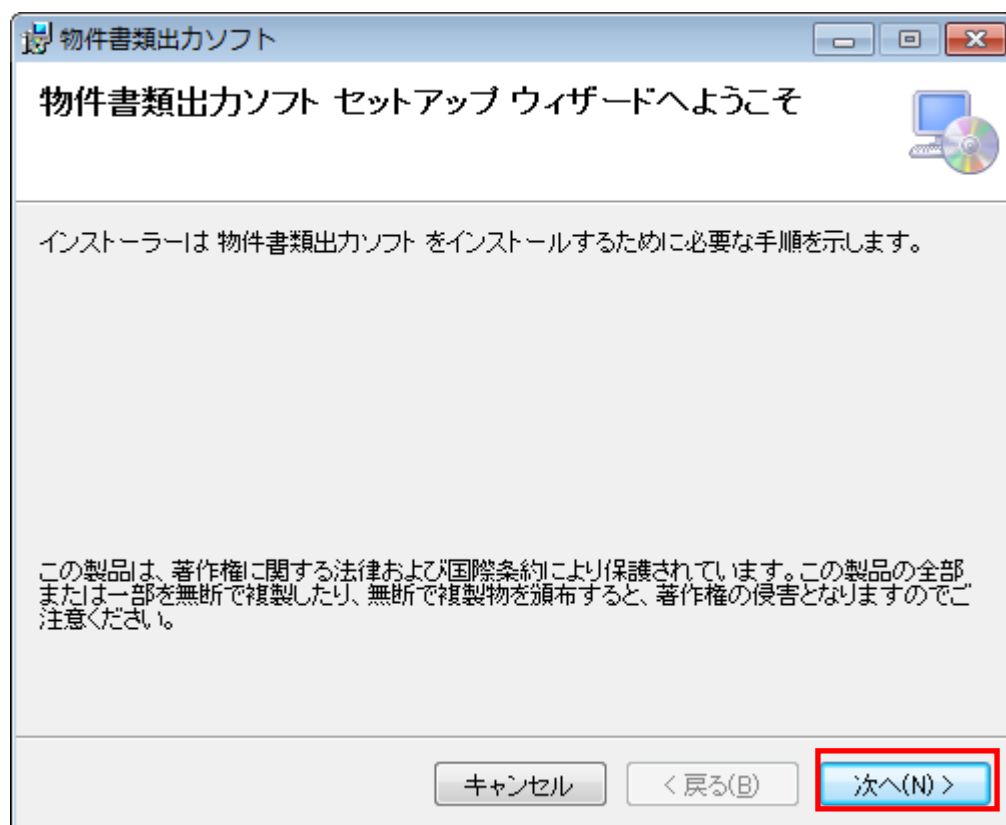 物件書類出力ソフト
物件書類出力ソフト セットアップ ウィザードへようこそ
インストーラーは 物件書類出力ソフト をインストールするために必要な手順を示します。
この製品は、著作権に関する法律および国際条約により保護されています。この製品の全部
または一部を無断で複製したり、無断で複製物を頒布すると、著作権の侵害となりますのでご
注意ください。
キャンセル
< 戻る(B)
次へ(N) >